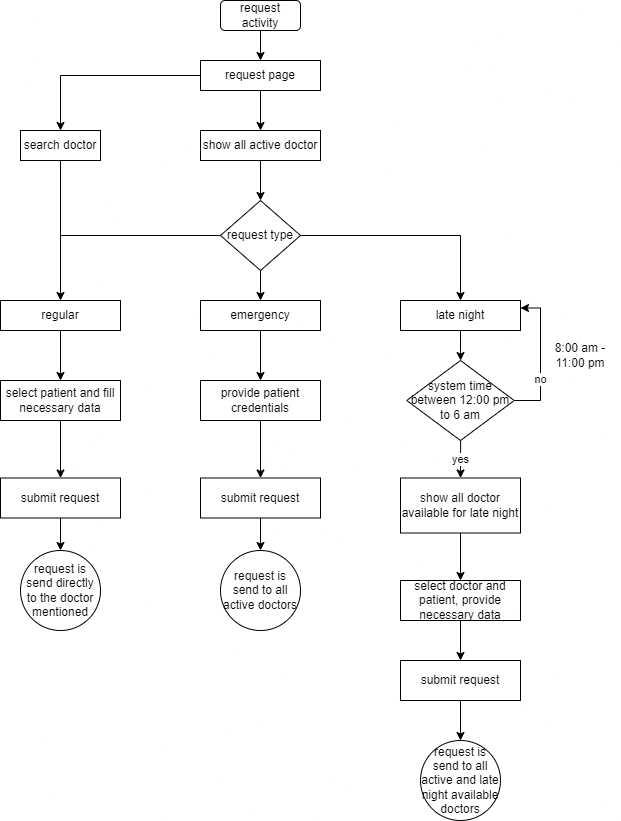 request
activity
request page
search doctor
show all active doctor
request type
regular
emergency
late night
8:00 am -
11:00 pm
no
select patient and fill
necessary data
provide patient
credentials
system time
between 12:00 pm
to 6 am
yes
submit request
submit request
show all doctor
available for late night
request is
send directly
to the doctor
mentioned
request is
send to all
active doctors
select doctor and
patient, provide
necessary data
submit request
request is
send to all
active and late
night available
doctors